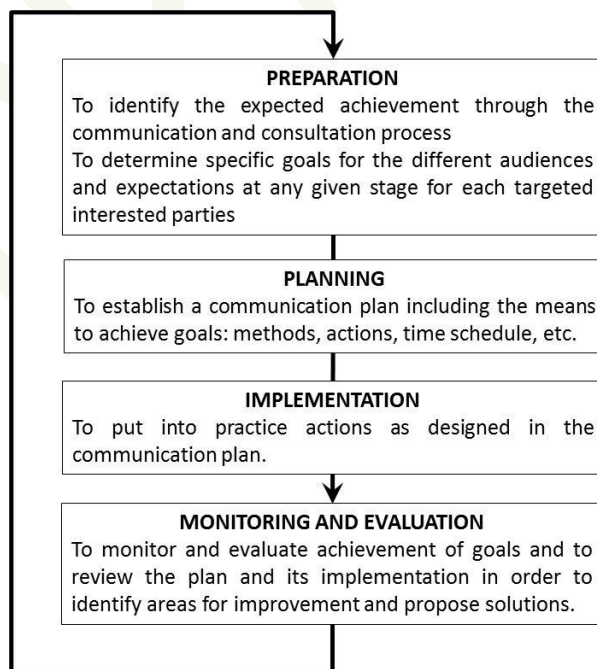 PREPARATION
To identify the expected achievement through the
communication and consultation process
To determine specific goals for the different audiences
and expectations at any given stage for each targeted
interested parties
PLANNING
To establish a communication plan including the means
to achieve goals: methods, actions, time schedule, etc.
IMPLEMENTATION
To put into practice actions as designed in the
communication plan.
MONITORING AND EVALUATION
To monitor and evaluate achievement of goals and to
review the plan and its implementation in order to
identify areas for improvement and propose solutions.